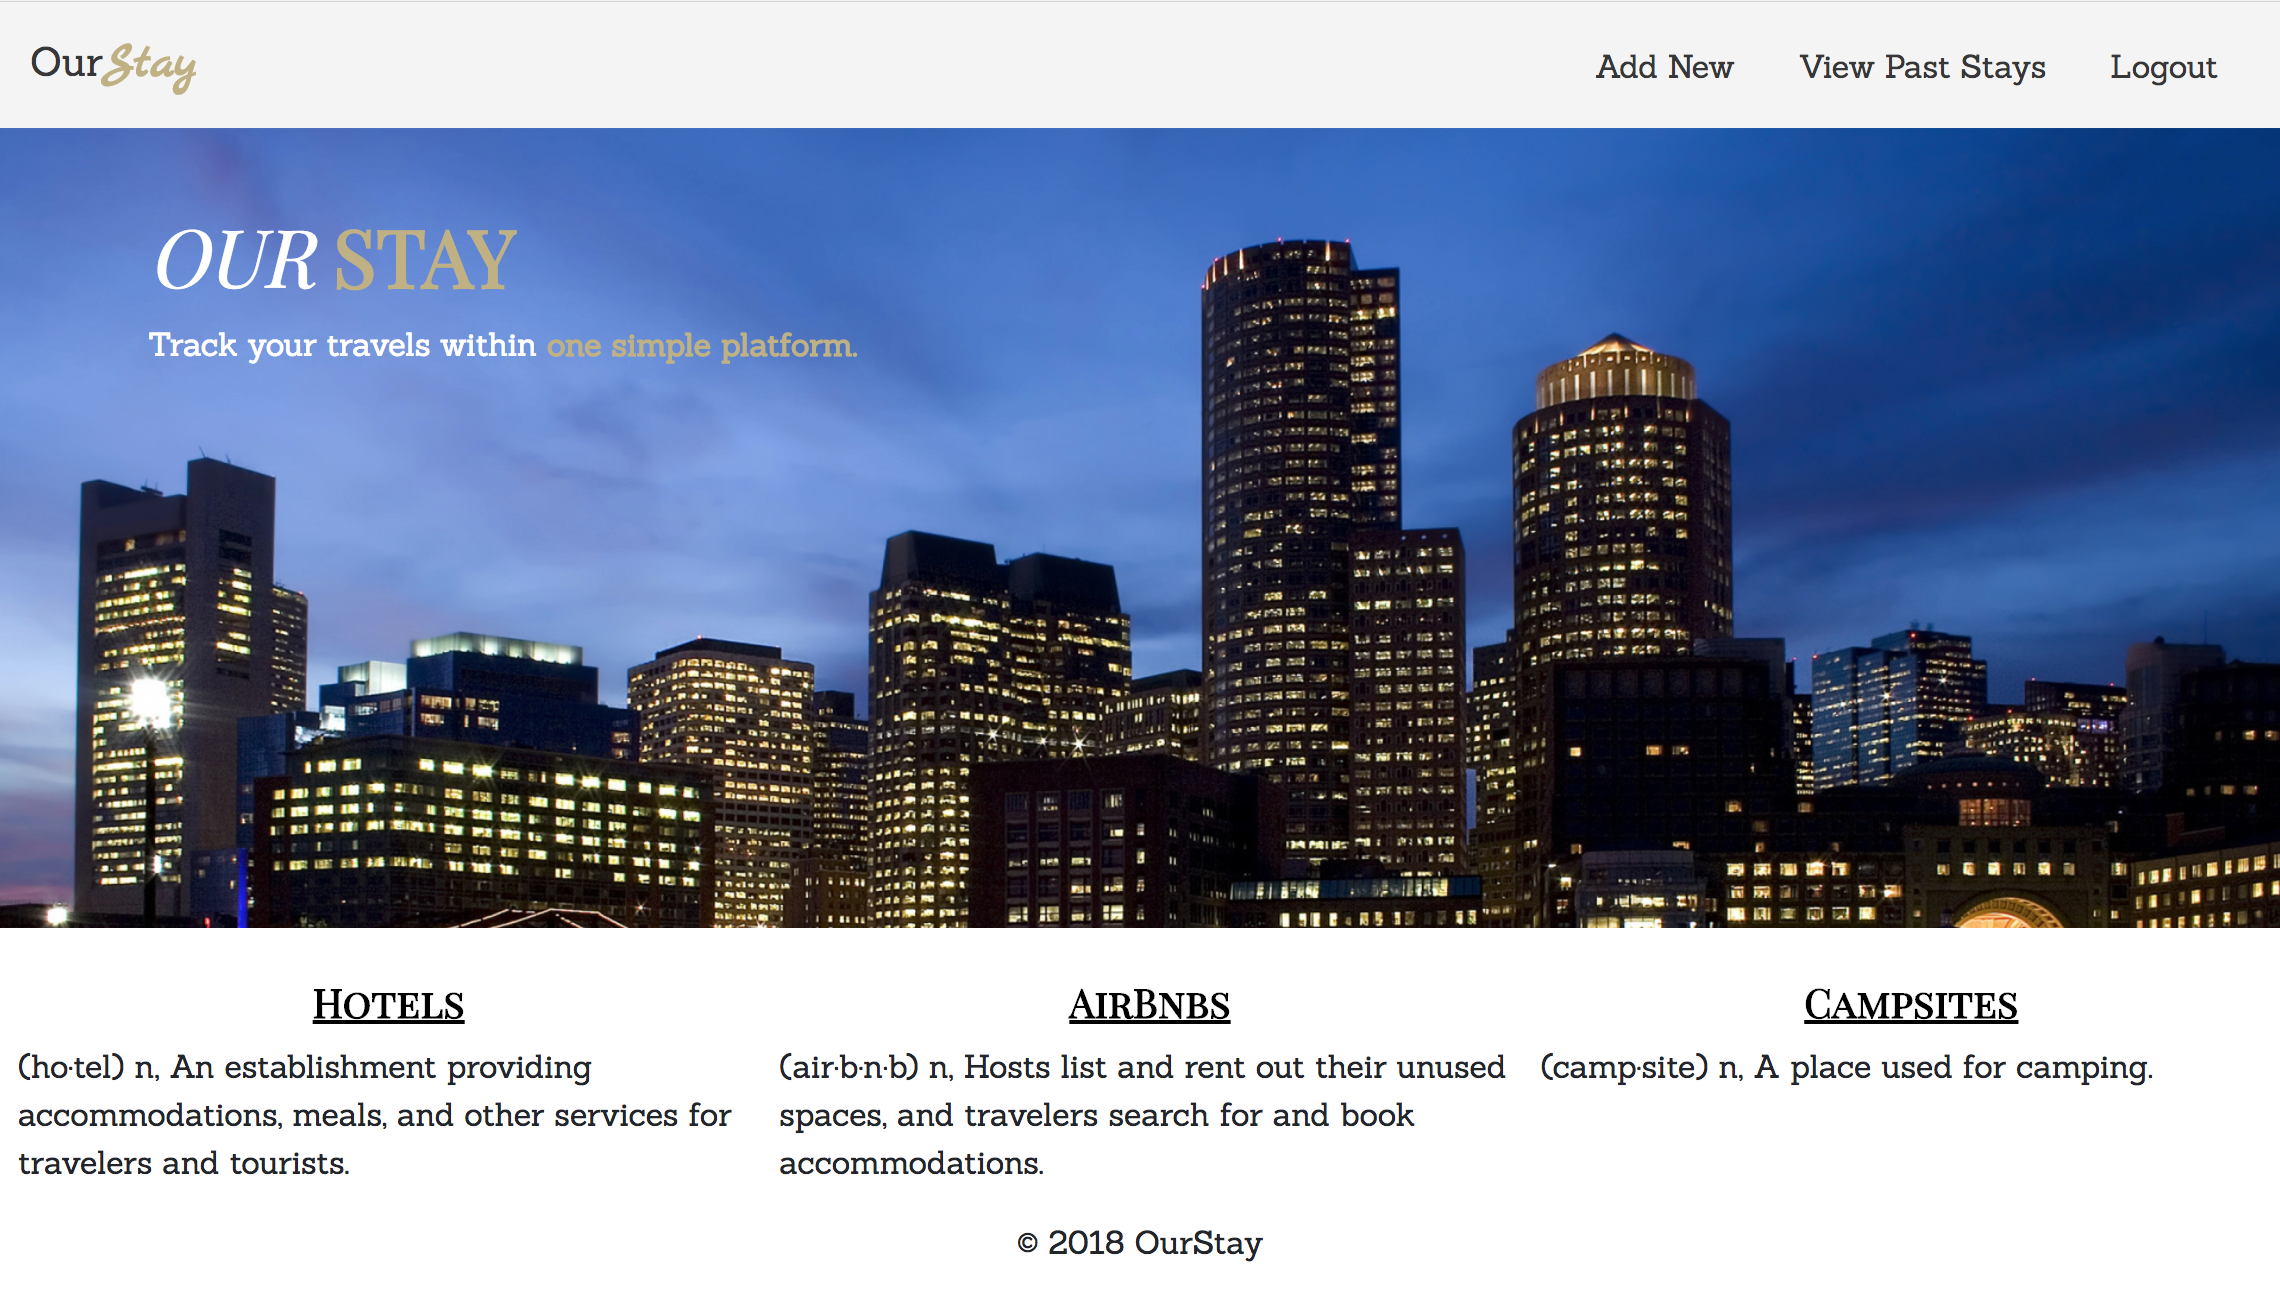 OurStay
Add New View Past Stays Logout
OUR STAY
Track your travels within one simple platform.
HOTELS
(ho·tel) n, An establishment providing
accommodations, meals, and other services for
travelers and tourists.
AIRBNBS
(air·b·n·b) n, Hosts list and rent out their unused
spaces, and travelers search for and book
accommodations.
CAMPSITES
(camp·site) n, A place used for camping.
© 2018 OurStay